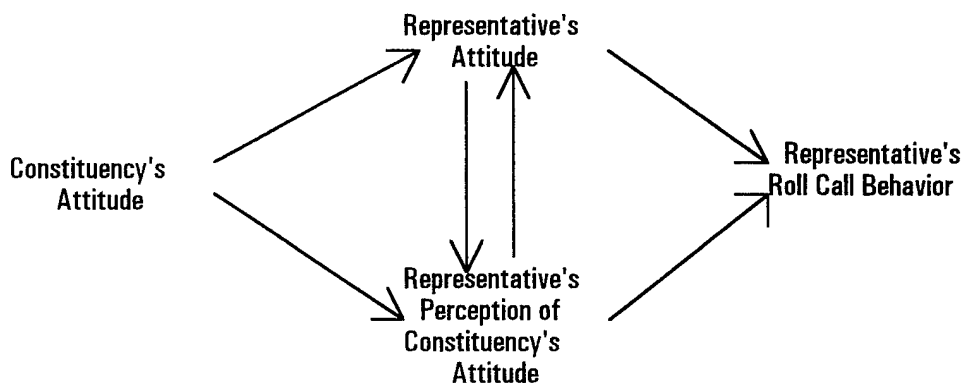 Representative's
Attitude
Constituency's
Attitude
Representative's
Roll Call Behavior
Representative's
Perception of
Constituency's
Attitude